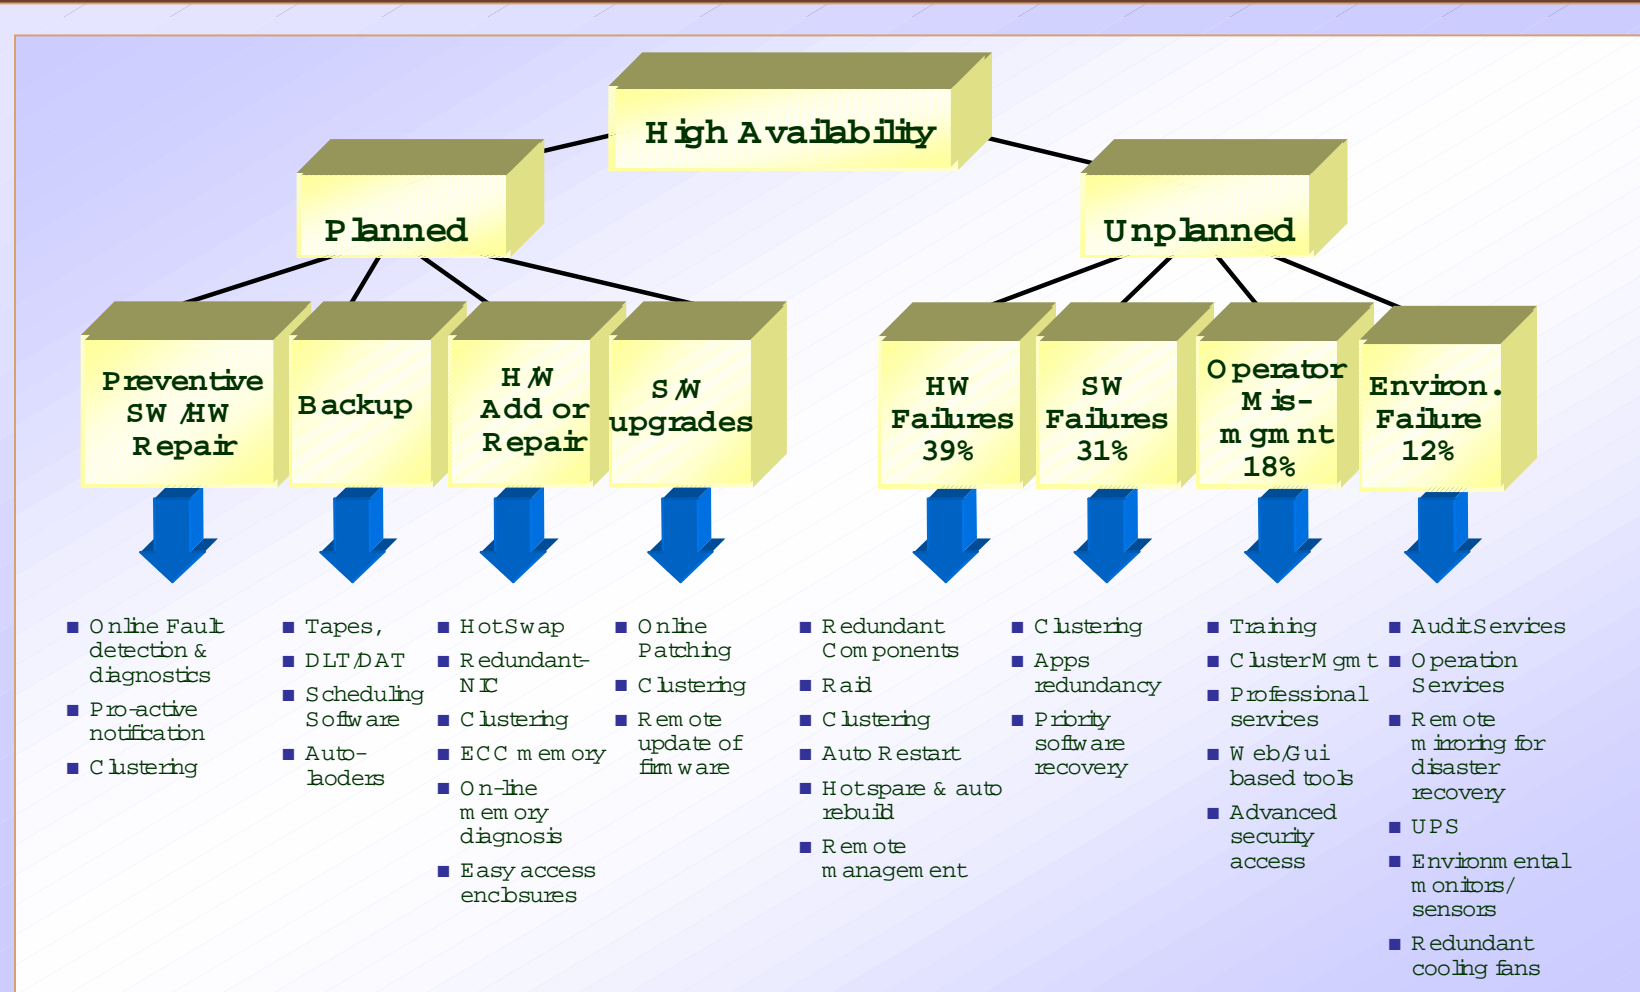 High Availability
Planned
Unplanned
Preventive
SW/HW
Repair
Backup
H/W
Add or
Repair
S/W
upgrades
HW
Failures
39%
SW
Failures
31%
Operator
Mis-
mgmnt
18%
Environ.
Failure
12%
Online Fault
detection &
diagnostics
Pro-active
notification
Clustering
Tapes,
DLT/DAT
Scheduling
Software
Auto-
laoders
Hot Swap
Redundant-
NIC
Clustering
ECC memory
On-line
memory
diagnosis
Easy access
enclosures
Online
Patching
Clustering
Remote
update of
firmware
Redundant
Components
Raid
Clustering
Auto Restart
Hot spare & auto
rebuild
Remote
management
Clustering
Apps
redundancy
Priority
software
recovery
Training
Cluster Mgmt
Professional
services
Web/Gui
based tools
Advanced
security
access
Audit Services
Operation
Services
Remote
mirroring for
disaster
recovery
UPS
Environmental
monitors/
sensors
Redundant
cooling fans